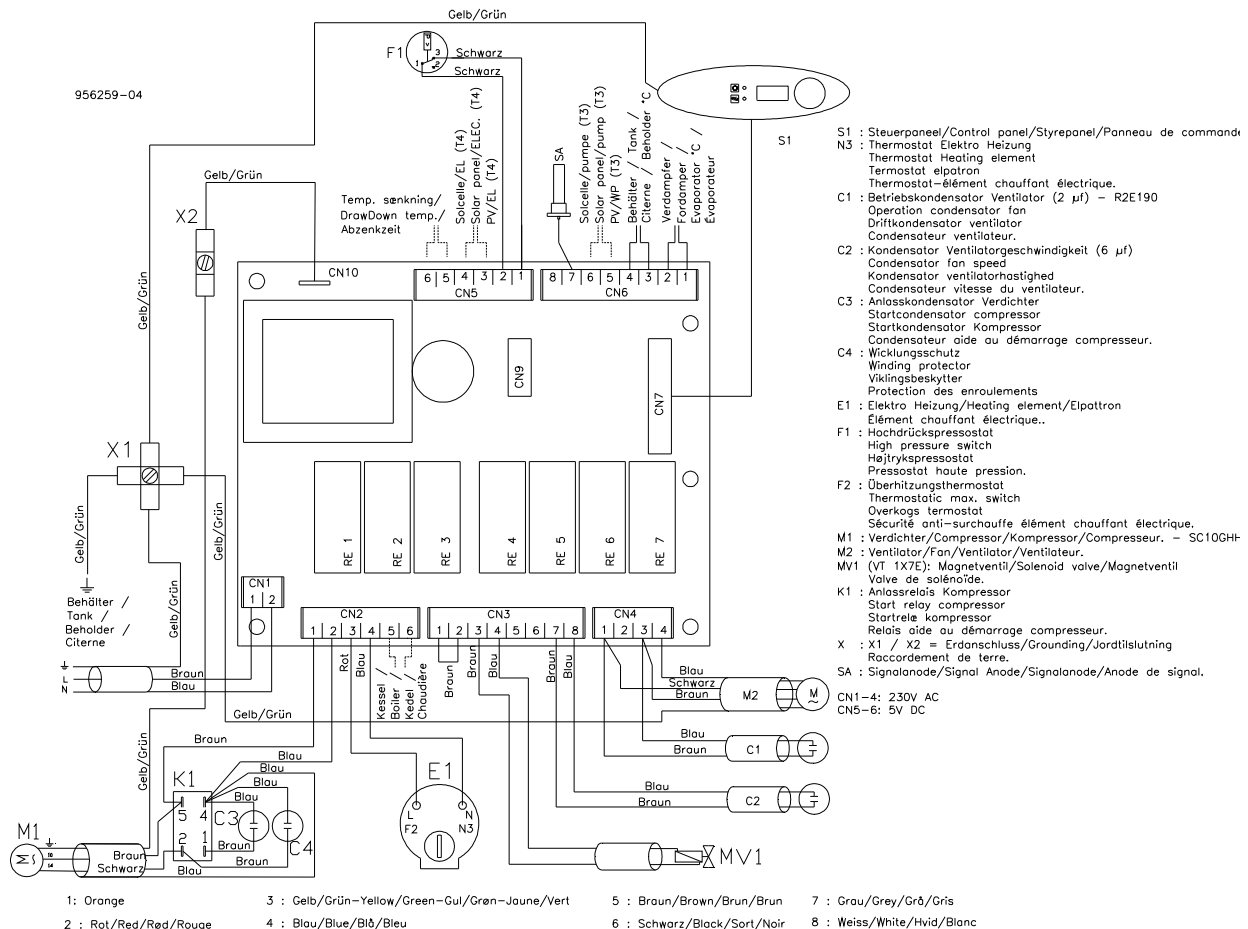 Gelb/Grün
956259-04
F1
3
1
2
Schwarz
Schwarz
S1
Gelb/Grün
X2
Gelb/Grün
Temp. sænkning/
DrawDown temp./
Abzenkzeit
Solcelle/EL (T4)
Solar panel/ELEC. (T4)
PV/EL (T4)
SA
Solcelle/pumpe (T3)
Solar panel/pump (T3)
PV/WP (T3)
Behälter / Tank /
Citerne / Beholder °C
Verdampfer /
Fordamper /
Evaporator °C /
Évaporateur
CN10
6 5 4 3 2 1
CN5
8 7 6 5 4 3 2 1
CN6
CN9
CN7
X1
Gelb/Grün
Gelb/Grün
Gelb/Grün
Behälter /
Tank /
Beholder /
Citerne
RE 1
RE 2
RE 3
RE 4
RE 5
RE 6
RE 7
CN1
1 2
CN2
1 2 3 4 5 6
CN3
1 2 3 4 5 6 7 8
CN4
1 2 3 4
L
N
Braun
Blau
Rot
Blau
Kessel /
Boiler /
Kedel /
Chaudière
Braun
Braun
Blau
Blau
Schwarz
Braun
M2
M
~
Gelb/Grün
Gelb/Grün
Braun
Blau
Blau
Blau
Blau
Braun
C1
Blau
Braun
C2
K1
5 4
2 1
Blau
C3
C4
Braun
Braun
Blau
M1
M
10
14
Braun
Schwarz
E1
L
N
F2
N3
MV1
S1 : Steuerpaneel/Control panel/Styrepanel/Panneau de commande
N3 : Thermostat Elektro Heizung
Thermostat Heating element
Termostat elpatron
Thermostat-élément chauffant électrique.
C1 : Betriebskondensator Ventilator (2 µf) - R2E190
Operation condensator fan
Driftkondensator ventilator
Condensateur ventilateur.
C2 : Kondensator Ventilatorgeschwindigkeit (6 µf)
Condensator fan speed
Kondensator ventilatorhastighed
Condensateur vitesse du ventilateur.
C3 : Anlasskondensator Verdichter
Startcondensator compressor
Startkondensator Kompressor
Condensateur aide au démarrage compresseur.
C4 : Wicklungsschutz
Winding protector
Viklingsbeskytter
Protection des enroulements
E1 : Elektro Heizung/Heating element/Elpattron
Élément chauffant électrique..
F1 : Hochdrückspressostat
High pressure switch
Højtrykspressostat
Pressostat haute pression.
F2 : Überhitzungsthermostat
Thermostatic max. switch
Overkogs termostat
Sécurité anti-surchauffe élément chauffant électrique.
M1 : Verdichter/Compressor/Kompressor/Compresseur. - SC10GHH
M2 : Ventilator/Fan/Ventilator/Ventilateur.
MV1 (VT 1X7E): Magnetventil/Solenoid valve/Magnetventil
Valve de solénoïde.
K1 : Anlassrelais Kompressor
Start relay compressor
Startrelæ kompressor
Relais aide au démarrage compresseur.
X : X1 / X2 = Erdanschluss/Grounding/Jordtilslutning
Raccordement de terre.
SA : Signalanode/Signal Anode/Signalanode/Anode de signal.
CN1-4: 230V AC
CN5-6: 5V DC
1: Orange
3 : Gelb/Grün-Yellow/Green-Gul/Grøn-Jaune/Vert
5 : Braun/Brown/Brun/Brun
7 : Grau/Grey/Grå/Gris
2 : Rot/Red/Rød/Rouge
4 : Blau/Blue/Blå/Bleu
6 : Schwarz/Black/Sort/Noir
8 : Weiss/White/Hvid/Blanc